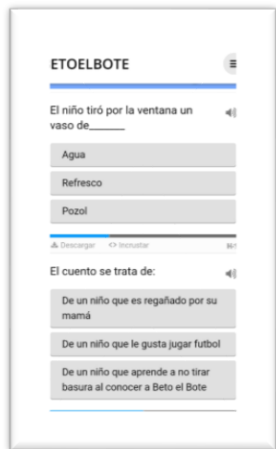 ETOELBOTE
El niño tiró por la ventana un
vaso de______
Agua
Refresco
Pozol
Descargar <> Incrustar
El cuento se trata de:
De un niño que es regañado por su
mamá
De un niño que le gusta jugar futbol
De un niño que aprende a no tirar
basura al conocer a Beto el Bote